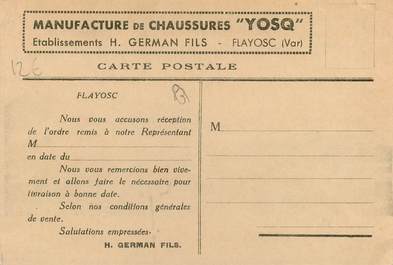 MANUFACTURE DE CHAUSSURES "YOSQ"
Etablissements H. GERMAN FILS - FLAYOSC (Var)
12€
CARTE POSTALE
FLAYOSC
Nous vous accusons réception
de l'ordre remis à notre Représentant
M
en date du
Nous vous remercions bien vive-
ment et allons faire le nécessaire pour
livraison à bonne date.
Selon nos conditions générales
de vente.
Salutations empressées.
H. GERMAN FILS.
M